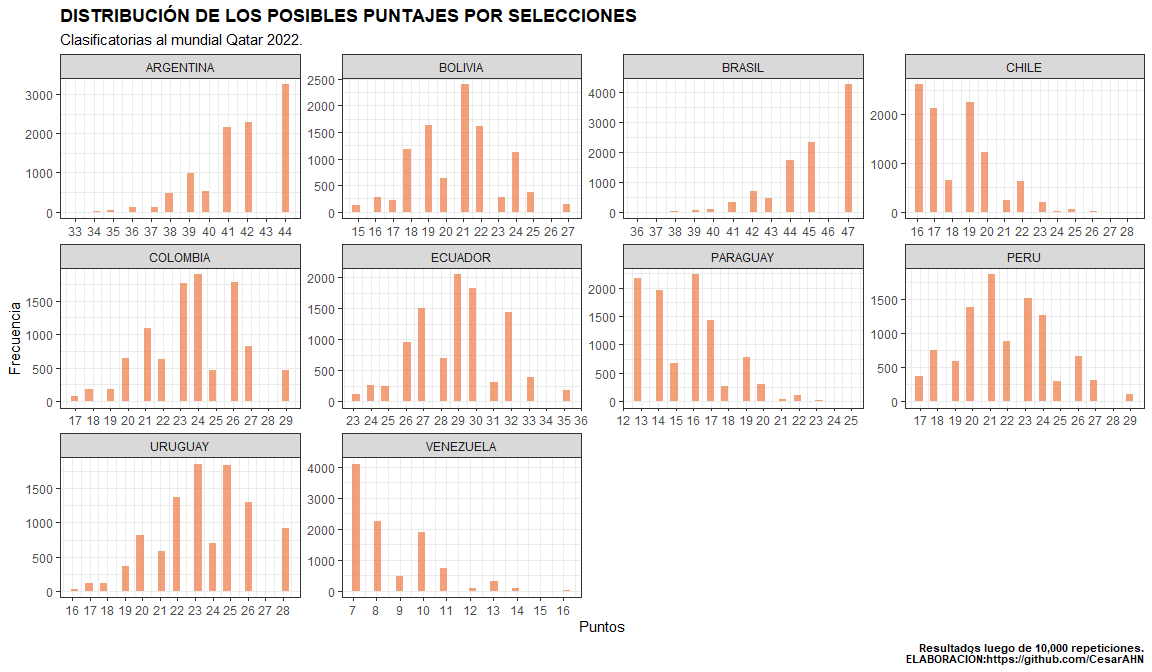 DISTRIBUCIÓN DE LOS POSIBLES PUNTAJES POR SELECCIONES
Clasificatorias al mundial Qatar 2022.
ARGENTINA
3000
2000
1000
0
33 34 35 36 37 38 39 40 41 42 43 44
BOLIVIA
2500
2000
1500
1000
500
0
15 16 17 18 19 20 21 22 23 24 25 26 27
BRASIL
4000
3000
2000
1000
0
36 37 38 39 40 41 42 43 44 45 46 47
CHILE
2000
1000
0
16 17 18 19 20 21 22 23 24 25 26 27 28
Frecuencia
COLOMBIA
1500
1000
500
0
17 18 19 20 21 22 23 24 25 26 27 28 29
ECUADOR
2000
1500
1000
500
0
23 24 25 26 27 28 29 30 31 32 33 34 35 36
PARAGUAY
2000
1500
1000
500
0
12 13 14 15 16 17 18 19 20 21 22 23 24 25
PERU
1500
1000
500
0
17 18 19 20 21 22 23 24 25 26 27 28 29
URUGUAY
1500
1000
500
0
16 17 18 19 20 21 22 23 24 25 26 27 28
VENEZUELA
4000
3000
2000
1000
0
7 8 9 10 11 12 13 14 15 16
Puntos
Resultados luego de 10,000 repeticiones.
ELABORACIÓN:https://github.com/CesarAHN